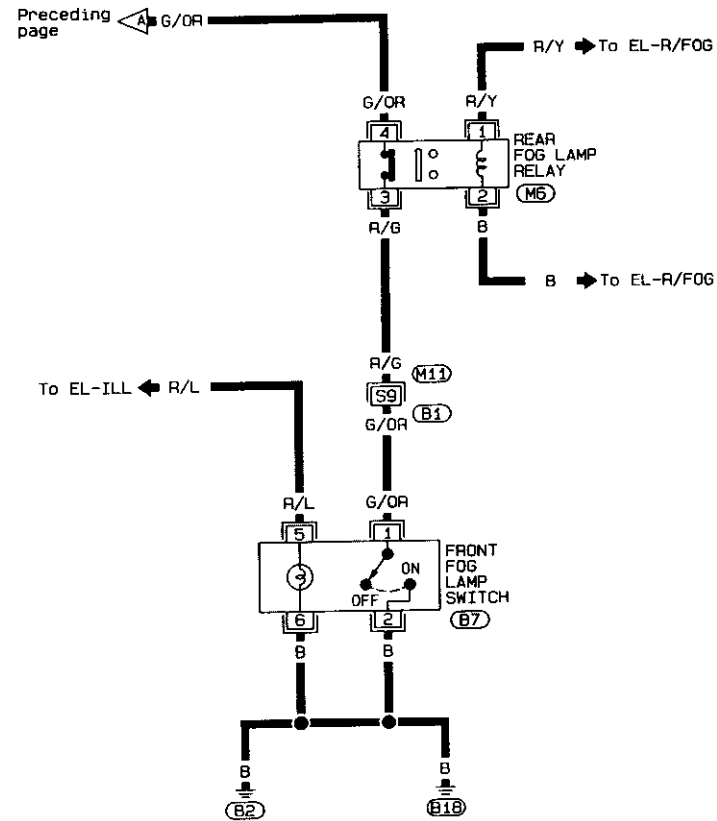 Preceding page
A G/OR
R/Y To EL-R/FOG
G/OR R/Y
4 1
REAR
FOG LAMP
RELAY
M6
3 2
R/G B
B To EL-R/FOG
R/G M11
To EL-ILL R/L
S9
B1
G/OR
R/L G/OR
5 1
FRONT
FOG
LAMP
SWITCH
B7
ON
OFF
6 2
B B
B B
B2 B18